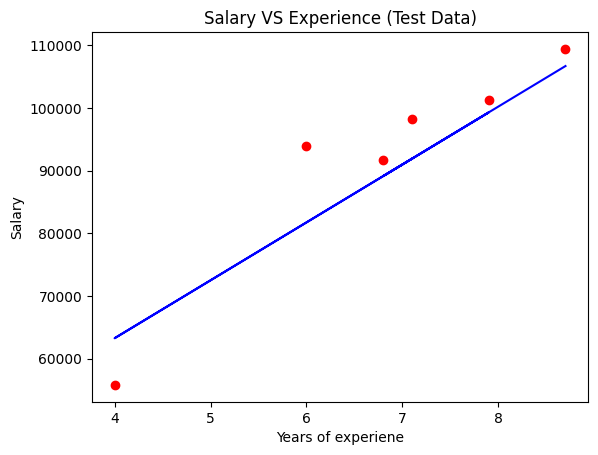 Salary VS Experience (Test Data)
110000
100000
90000
80000
70000
60000
Salary
4 5 6 7 8
Years of experiene